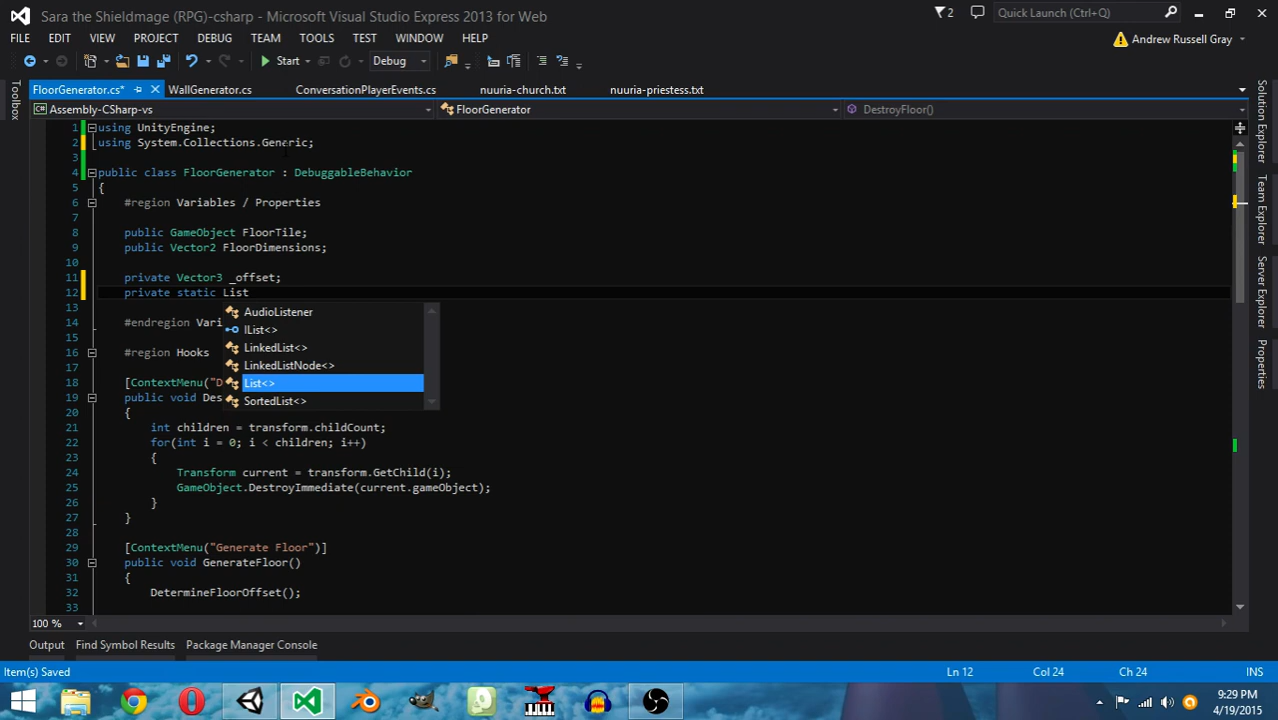 Sara the Shieldmage (RPG)-csharp - Microsoft Visual Studio Express 2013 for Web
2
Quick Launch (Ctrl+Q)
FILE EDIT VIEW PROJECT DEBUG TEAM TOOLS TEST WINDOW HELP
Andrew Russell Gray
Start
Debug
FloorGenerator.cs*
WallGenerator.cs
ConversationPlayerEvents.cs
nuuria-church.txt
nuuria-priestess.txt
Assembly-CSharp-vs
FloorGenerator
DestroyFloor()
Toolbox
Solution Explorer
Team Explorer
Server Explorer
Properties
1 using UnityEngine;
2 using System.Collections.Generic;
3
4 public class FloorGenerator : DebuggableBehavior
5 {
6 #region Variables / Properties
7
8 public GameObject FloorTile;
9 public Vector2 FloorDimensions;
10
11 private Vector3 _offset;
12 private static List
13
14 #endregion Vari
15
16 #region Hooks
17
18 [ContextMenu("D
19 public void Des
20 {
21 int children = transform.childCount;
22 for(int i = 0; i < children; i++)
23 {
24 Transform current = transform.GetChild(i);
25 GameObject.DestroyImmediate(current.gameObject);
26 }
27 }
28
29 [ContextMenu("Generate Floor")]
30 public void GenerateFloor()
31 {
32 DetermineFloorOffset();
33
AudioListener
IList<>
LinkedList<>
LinkedListNode<>
List<>
SortedList<>
100 %
Output Find Symbol Results Package Manager Console
Item(s) Saved
Ln 12
Col 24
Ch 24
INS
9:29 PM
4/19/2015